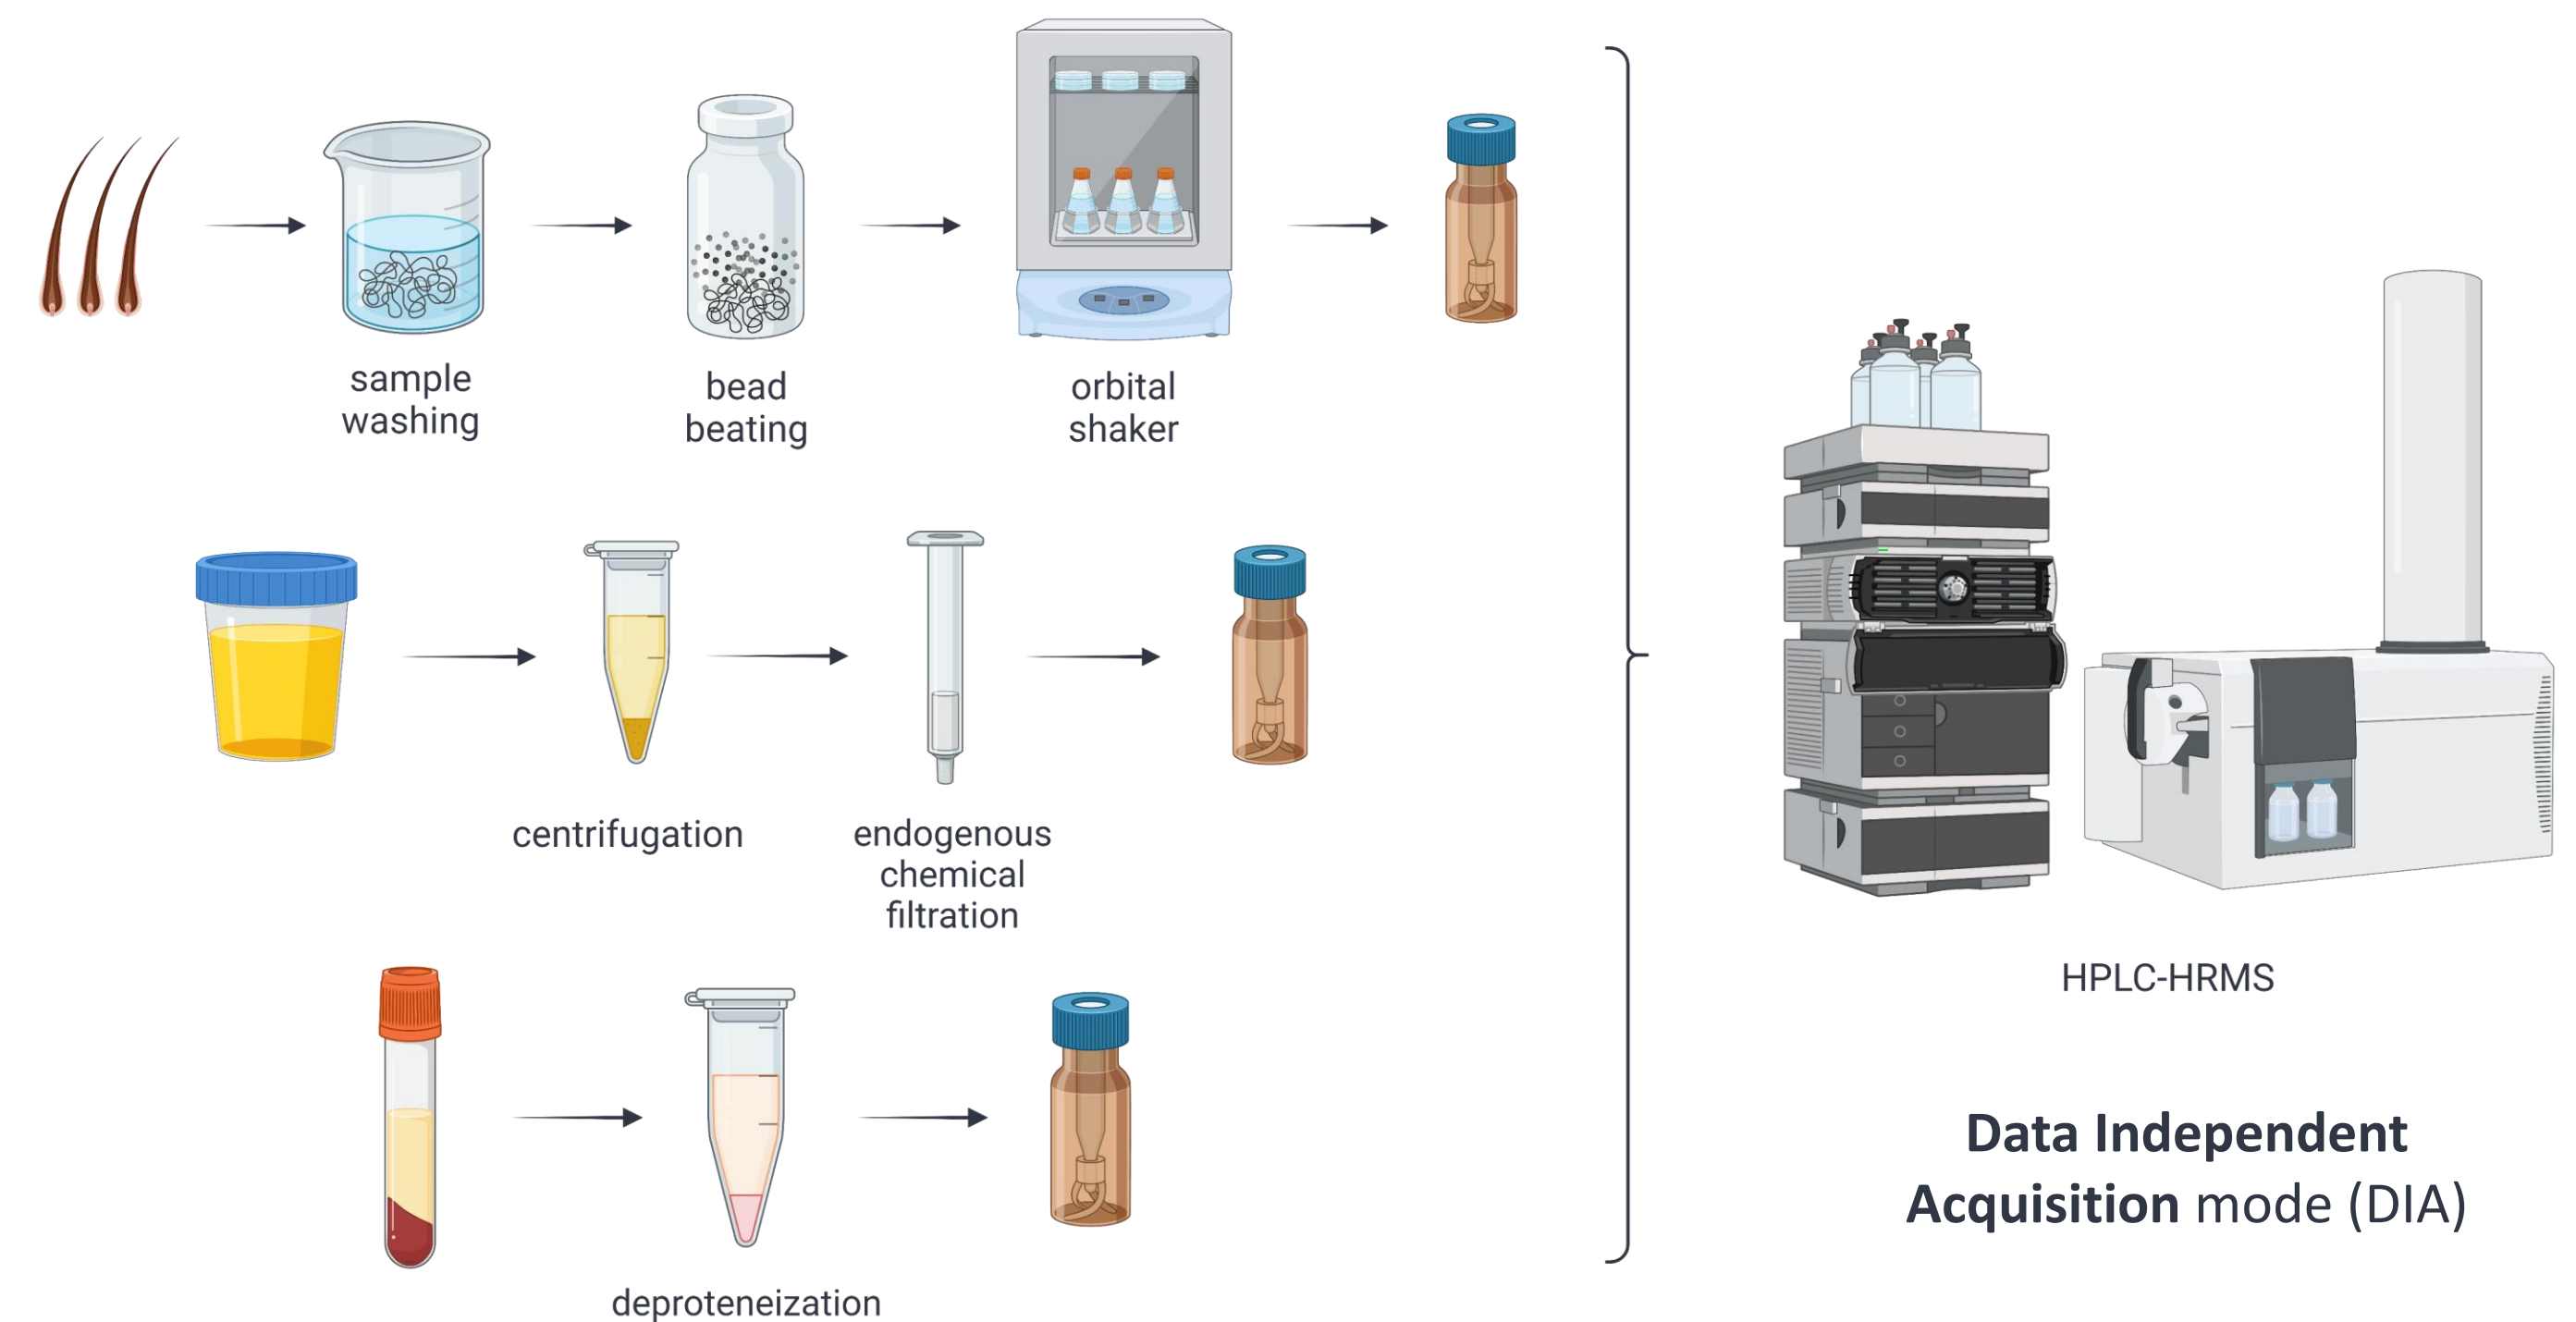 sample
washing
bead
beating
orbital
shaker
centrifugation
endogenous
chemical
filtration
deproteneization
HPLC-HRMS
Data Independent
Acquisition mode (DIA)